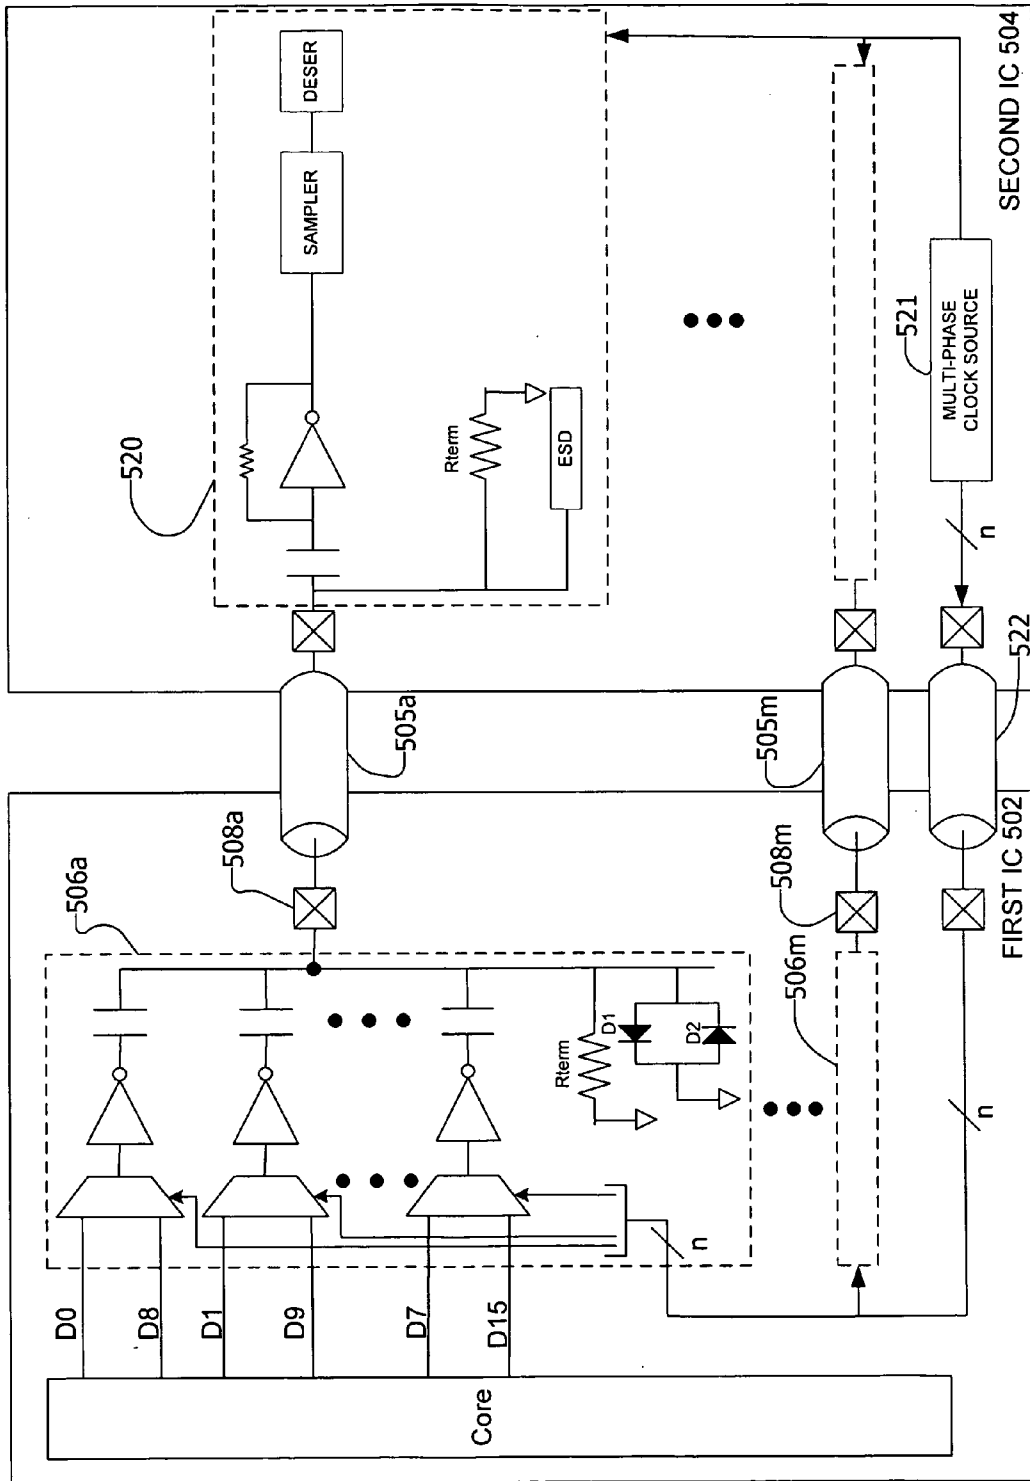 Core
D0
D8
D1
D9
D7
D15
506a
508a
Rterm
D1
D2
n
506m
508m
n
FIRST IC 502
505a
505m
522
520
Rterm
ESD
SAMPLER
DESER
n
521
MULTI-PHASE
CLOCK SOURCE
SECOND IC 504